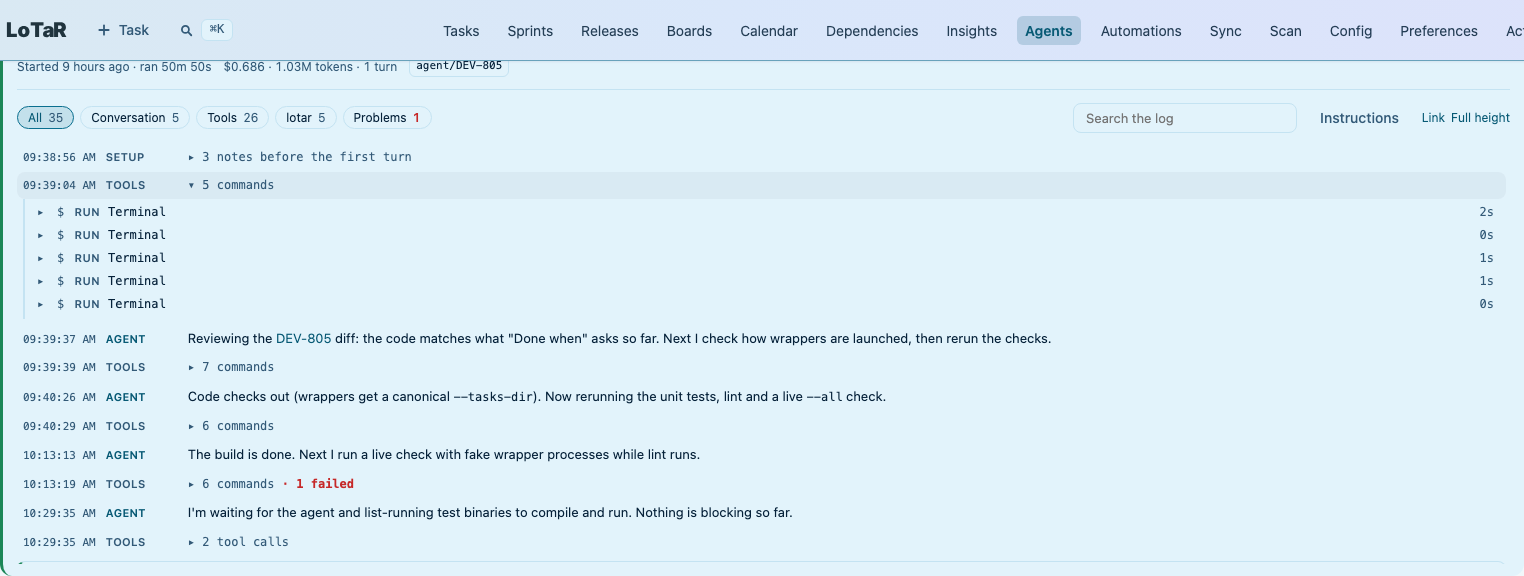 LoTaR + Task ⌘K Tasks Sprints Releases Boards Calendar Dependencies Insights Agents Automations Sync Scan Config Preferences
Started 9 hours ago · ran 50m 50s $0.686 · 1.03M tokens · 1 turn agent/DEV-805
All 35 Conversation 5 Tools 26 lotar 5 Problems 1 Search the log Instructions Link Full height
09:38:56 AM SETUP ▸ 3 notes before the first turn
09:39:04 AM TOOLS ▾ 5 commands
▸ $ RUN Terminal 2s
▸ $ RUN Terminal 0s
▸ $ RUN Terminal 1s
▸ $ RUN Terminal 1s
▸ $ RUN Terminal 0s
09:39:37 AM AGENT Reviewing the DEV-805 diff: the code matches what "Done when" asks so far. Next I check how wrappers are launched, then rerun the checks.
09:39:39 AM TOOLS ▸ 7 commands
09:40:26 AM AGENT Code checks out (wrappers get a canonical --tasks-dir). Now rerunning the unit tests, lint and a live --all check.
09:40:29 AM TOOLS ▸ 6 commands
10:13:13 AM AGENT The build is done. Next I run a live check with fake wrapper processes while lint runs.
10:13:19 AM TOOLS ▸ 6 commands · 1 failed
10:29:35 AM AGENT I'm waiting for the agent and list-running test binaries to compile and run. Nothing is blocking so far.
10:29:35 AM TOOLS ▸ 2 tool calls